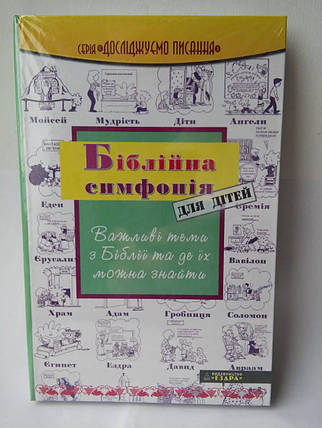 серія «ДОСЛІДЖУЄМО ПИСАННЯ»
Мойсей Мудрість Діти Ангели
Біблійна
симфонія
ДЛЯ ДІТЕЙ
Еден
Єремія
Важливі теми
з Біблії та де їх
можна знайти
Єрусалим
Вавілон
Храм Адам Гробниця Соломон
Єгипет Ездра Давид Авраам
ВИДАВНИЦТВО
"ЕЗДРА"